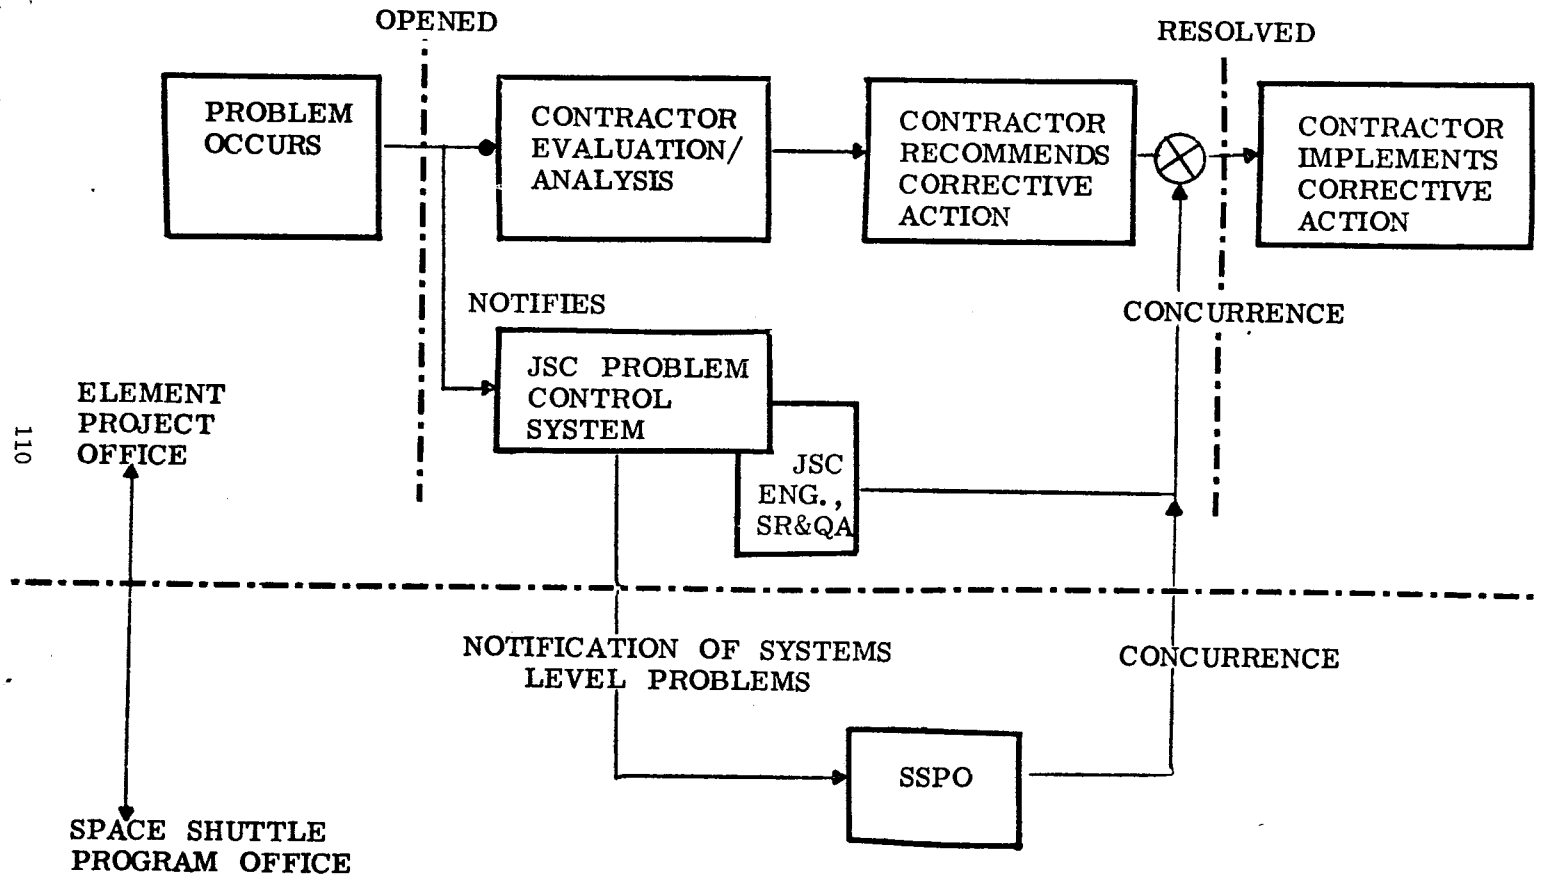 OPENED
RESOLVED
PROBLEM
OCCURS
CONTRACTOR
EVALUATION/
ANALYSIS
CONTRACTOR
RECOMMENDS
CORRECTIVE
ACTION
CONTRACTOR
IMPLEMENTS
CORRECTIVE
ACTION
NOTIFIES
CONCURRENCE
JSC PROBLEM
CONTROL
SYSTEM
ELEMENT
PROJECT
OFFICE
110
JSC
ENG.,
SR&QA
NOTIFICATION OF SYSTEMS
LEVEL PROBLEMS
CONCURRENCE
SSPO
SPACE SHUTTLE
PROGRAM OFFICE